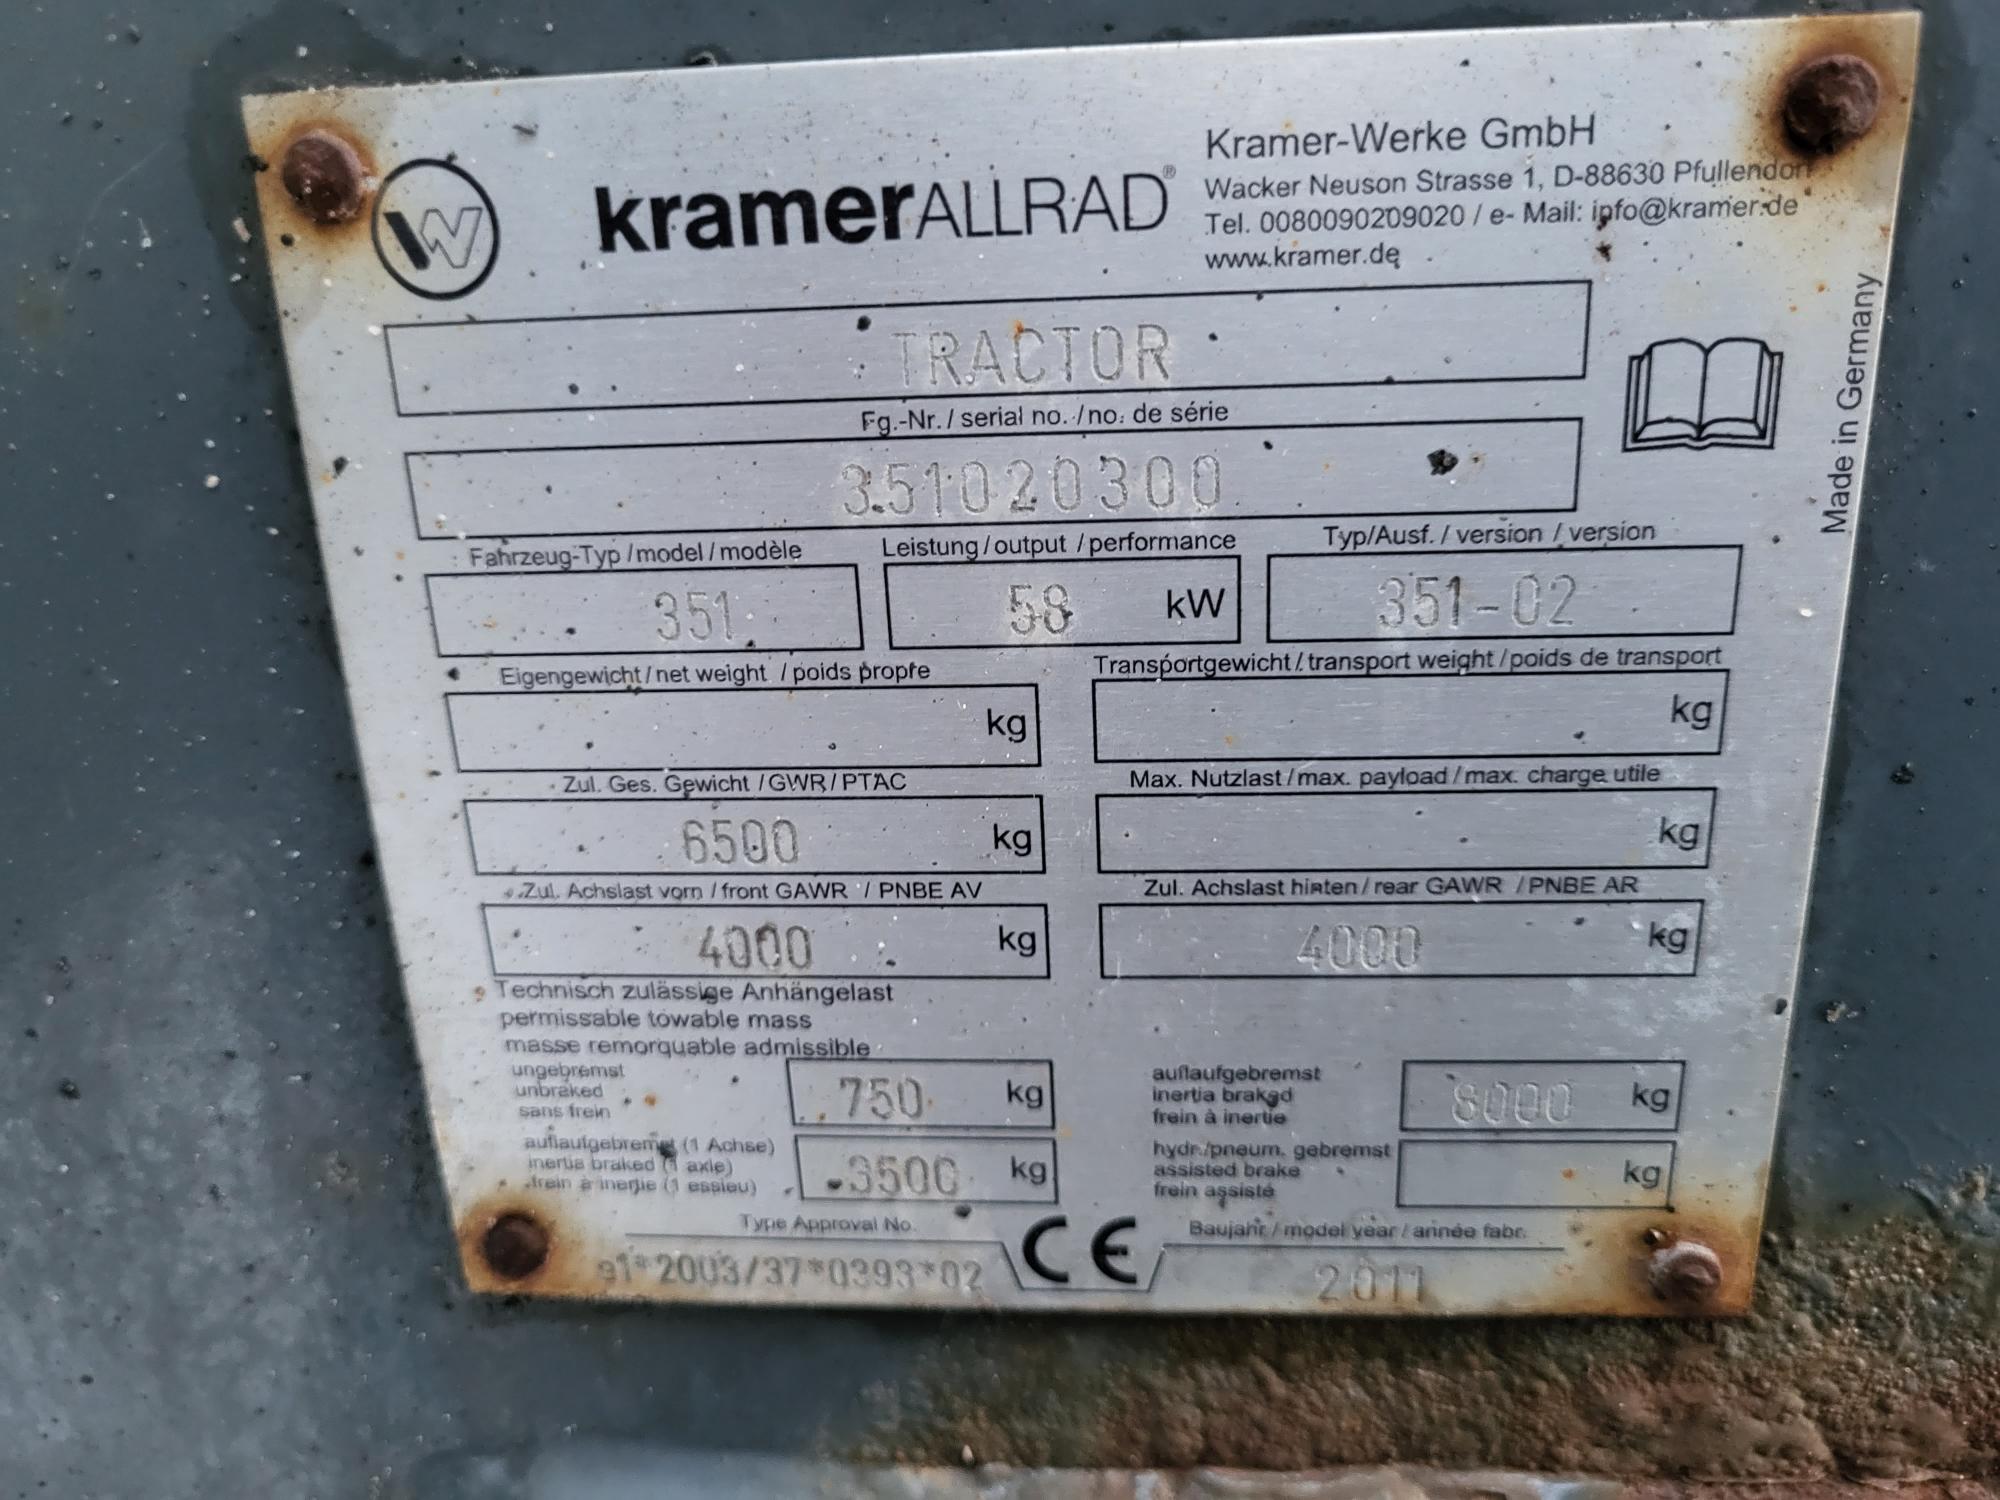 W
kramerALLRAD®
Kramer-Werke GmbH
Wacker Neuson Strasse 1, D-88630 Pfullendorf
Tel. 0080090209020 / e- Mail: info@kramer.de
www.kramer.de
TRACTOR
Made in Germany
Fg.-Nr. / serial no. / no. de série
351020300
Fahrzeug-Typ / model / modèle
Leistung / output / performance
Typ/Ausf. / version / version
351
58 kW
351-02
Eigengewicht / net weight / poids propre
Transportgewicht / transport weight / poids de transport
kg
kg
Zul. Ges. Gewicht / GWR / PTAC
Max. Nutzlast / max. payload / max. charge utile
6500 kg
kg
Zul. Achslast vorn / front GAWR / PNBE AV
Zul. Achslast hinten / rear GAWR / PNBE AR
4000 kg
4000 kg
Technisch zulässige Anhängelast
permissable towable mass
masse remorquable admissible
ungebremst
unbraked
sans frein
750 kg
auflaufgebremst
inertia braked
frein à inertie
8000 kg
auflaufgebremst (1 Achse)
inertia braked (1 axle)
frein à inertie (1 essieu)
3500 kg
hydr./pneum. gebremst
assisted brake
frein assisté
kg
Type Approval No.
e1*2003/37*0393*02
CE
Baujahr / model year / année fabr.
2011